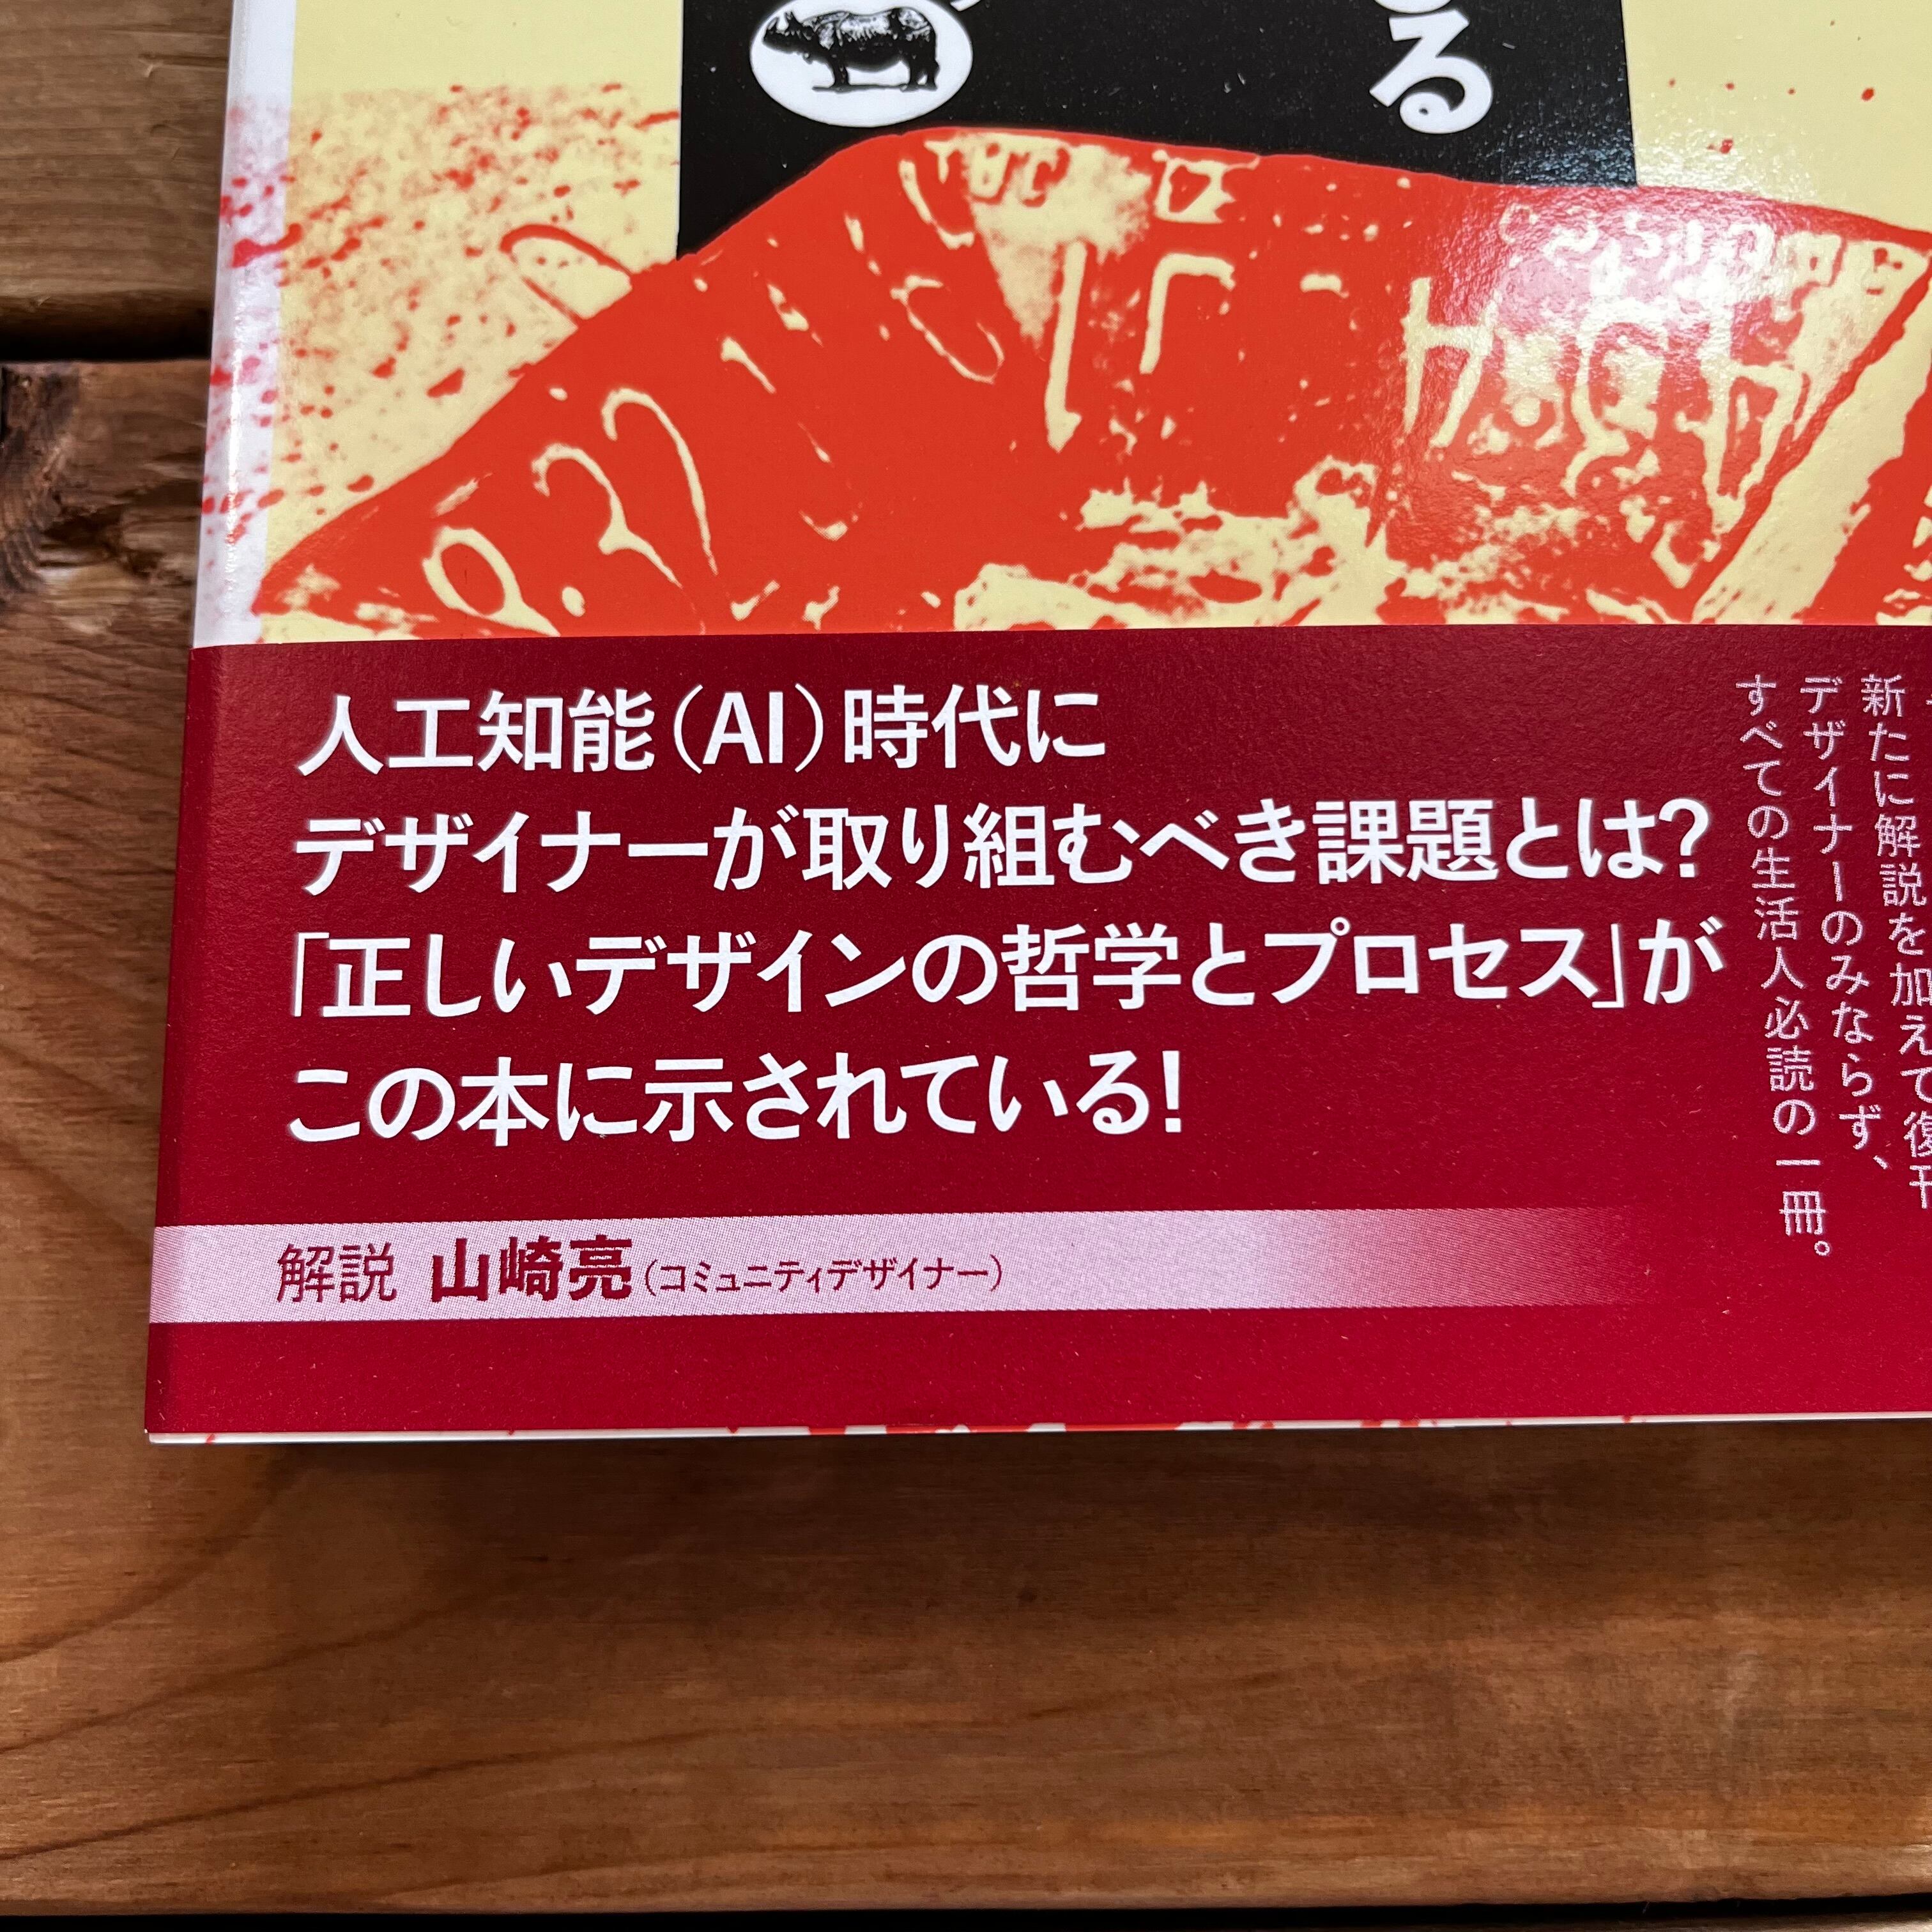 る
人工知能（AI）時代に
デザイナーが取り組むべき課題とは？
「正しいデザインの哲学とプロセス」が
この本に示されている！
新たに解説を加えて復刊
デザイナーのみならず、
すべての生活人必読の一冊。
解説 山崎亮（コミュニティデザイナー）